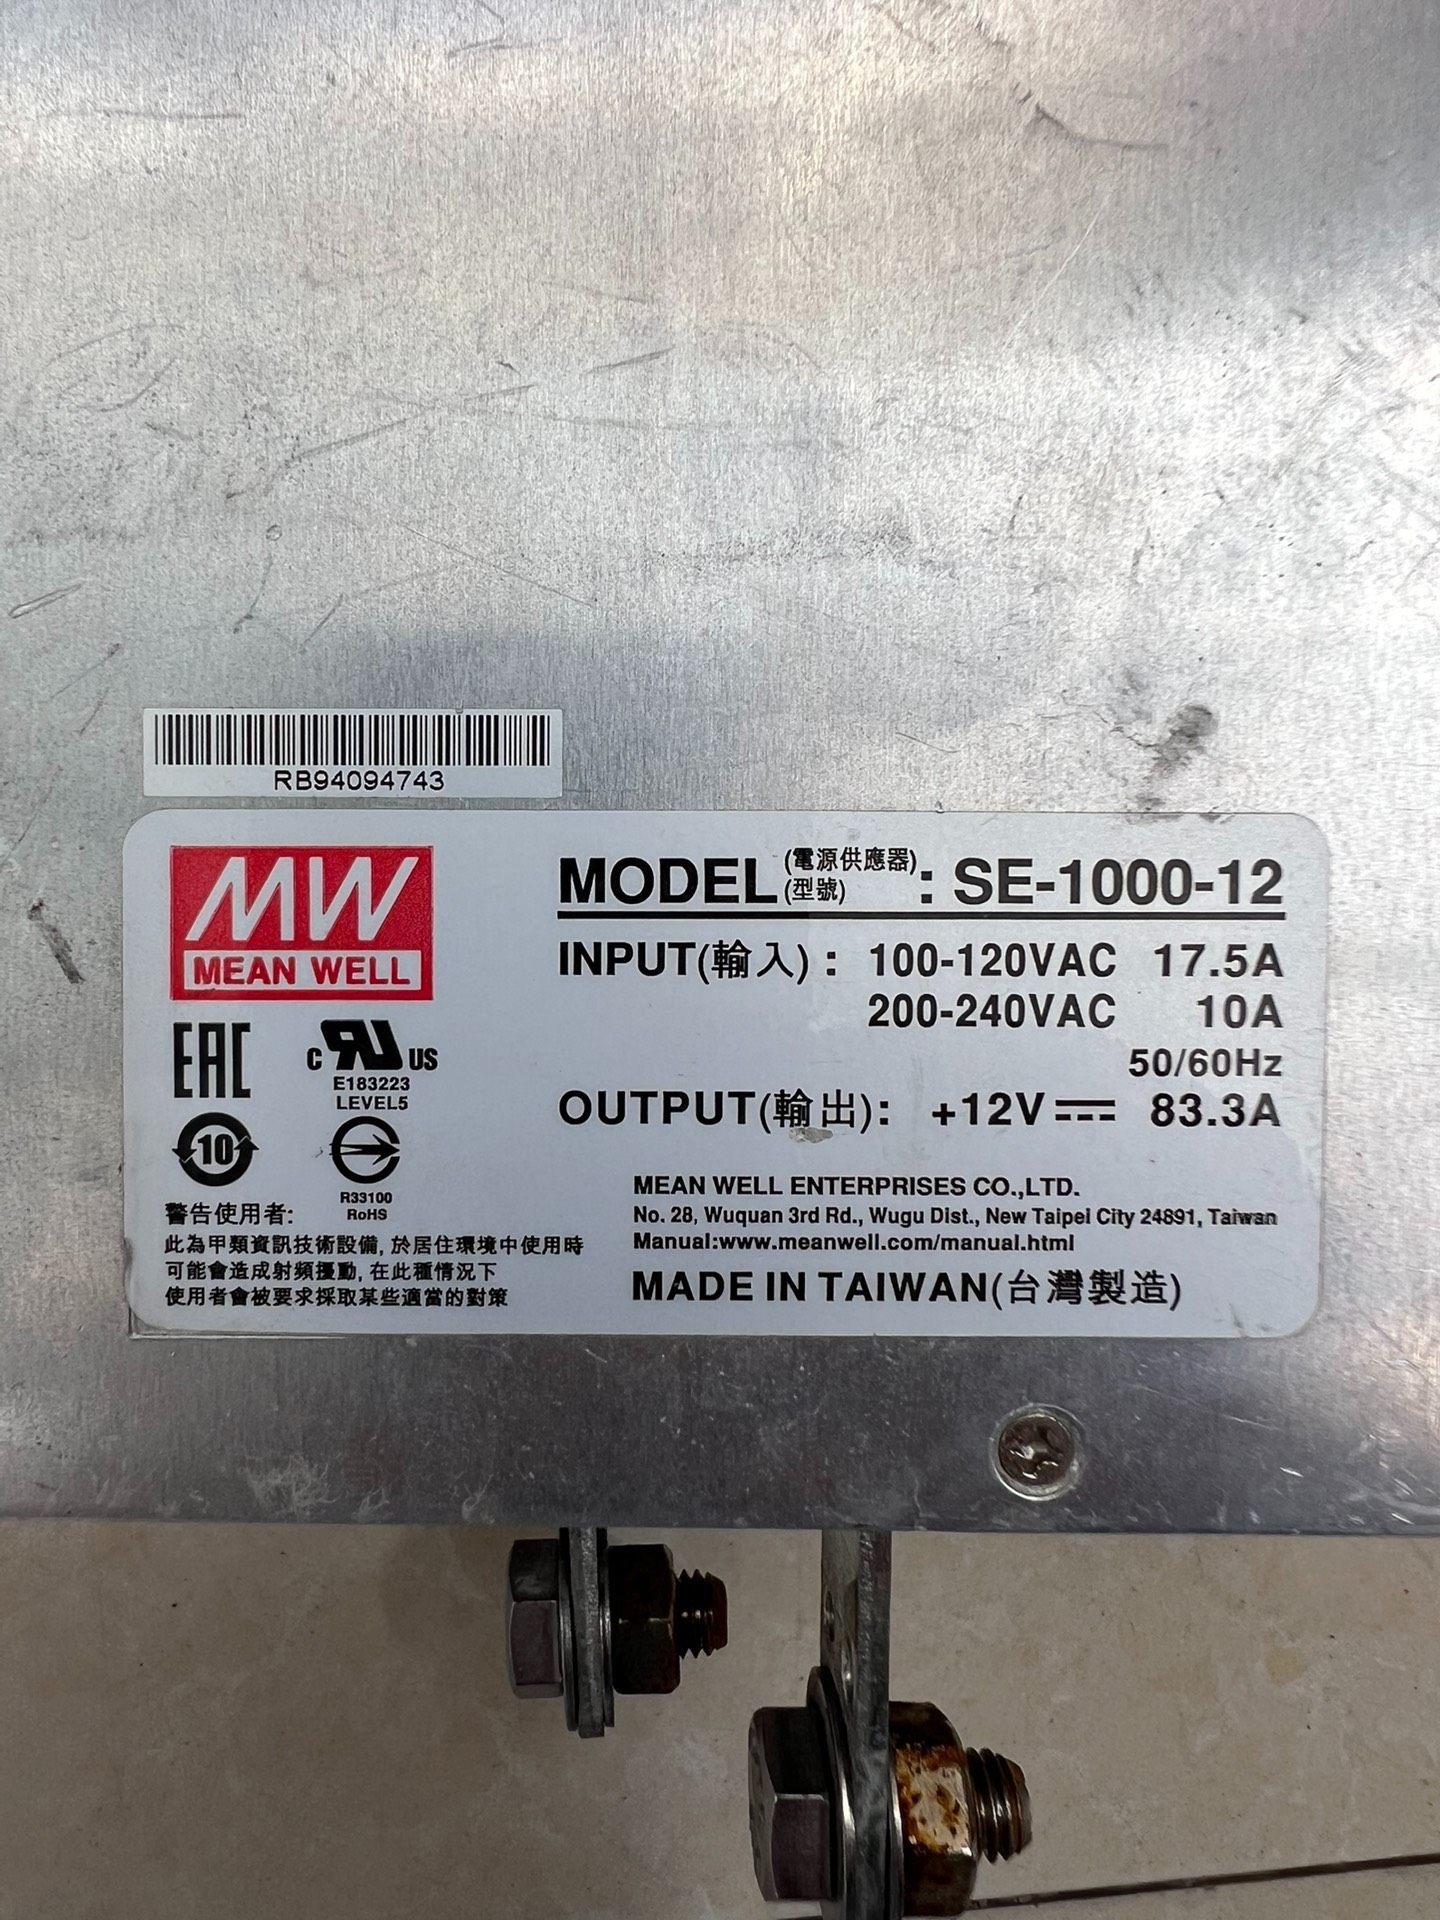 RB94094743
MW
MEAN WELL
MODEL(電源供應器)(型號): SE-1000-12
INPUT(輸入): 100-120VAC 17.5A
200-240VAC 10A
50/60Hz
OUTPUT(輸出): +12V⎓ 83.3A
EAC
c RU US
E183223
LEVEL5
10
R33100
RoHS
警告使用者:
此為甲類資訊技術設備, 於居住環境中使用時
可能會造成射頻擾動, 在此種情況下
使用者會被要求採取某些適當的對策
MEAN WELL ENTERPRISES CO.,LTD.
No. 28, Wuquan 3rd Rd., Wugu Dist., New Taipei City 24891, Taiwan
Manual:www.meanwell.com/manual.html
MADE IN TAIWAN(台灣製造)